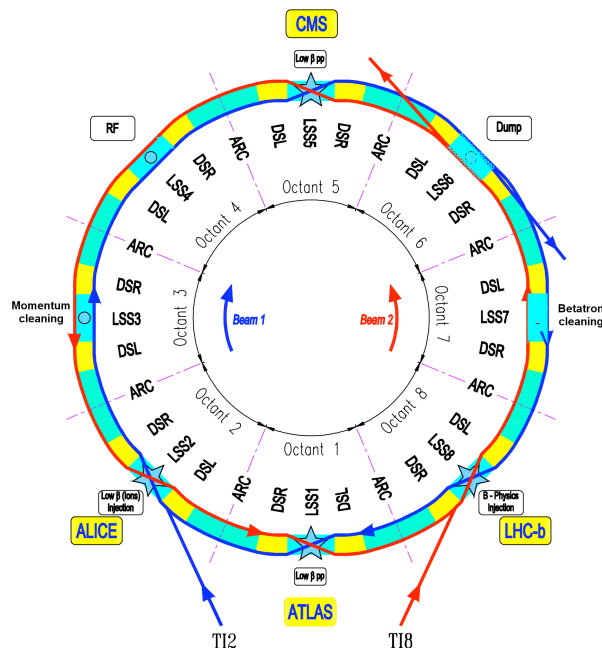 CMS
Low β pp
RF
Dump
DSL
LSS5
DSR
ARC
ARC
DSR
LSS4
DSL
DSL
LSS6
DSR
Octant 5
Octant 4
Octant 6
ARC
ARC
DSR
LSS3
DSL
Momentum
cleaning
Octant 3
Beam 1
Beam 2
Octant 7
DSL
LSS7
DSR
Betatron
cleaning
ARC
ARC
Octant 2
Octant 8
Octant 1
DSR
LSS2
DSL
DSL
LSS8
DSR
ARC
ARC
DSR
LSS1
DSL
Low β (Ions)
Injection
B - Physics
Injection
ALICE
LHC-b
Low β pp
ATLAS
TI2
TI8